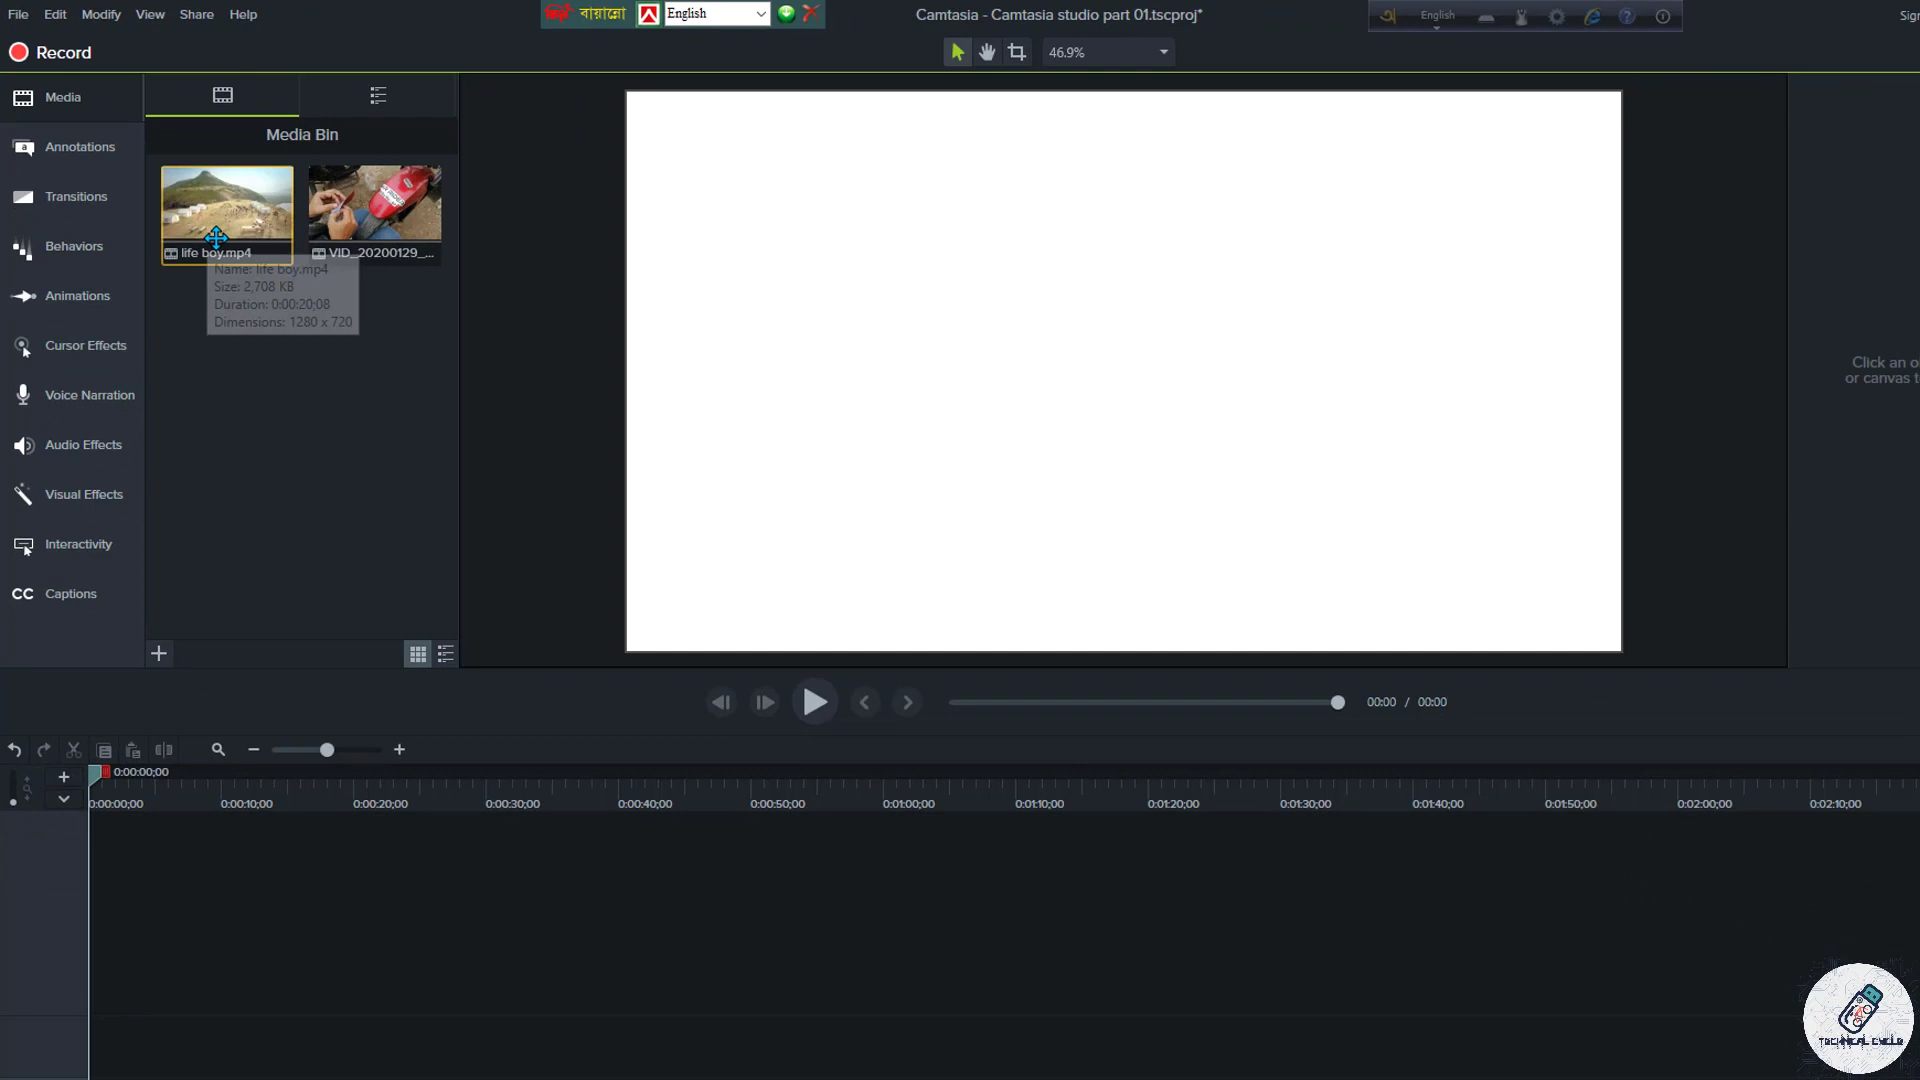 File Edit Modify View Share Help
বায়ান্নো
English
Camtasia - Camtasia studio part 01.tscproj*
অ English
Sign
Record
46.9%
Media
Annotations
Transitions
Behaviors
Animations
Cursor Effects
Voice Narration
Audio Effects
Visual Effects
Interactivity
CC Captions
Media Bin
life boy.mp4
VID_20200129_...
Name: life boy.mp4
Size: 2,708 KB
Duration: 0:00:20;08
Dimensions: 1280 x 720
Click an o
or canvas t
00:00 / 00:00
0:00:00;00
0:00:00;00 0:00:10;00 0:00:20;00 0:00:30;00 0:00:40;00 0:00:50;00 0:01:00;00 0:01:10;00 0:01:20;00 0:01:30;00 0:01:40;00 0:01:50;00 0:02:00;00 0:02:10;00
TECHNICAL CYCLO